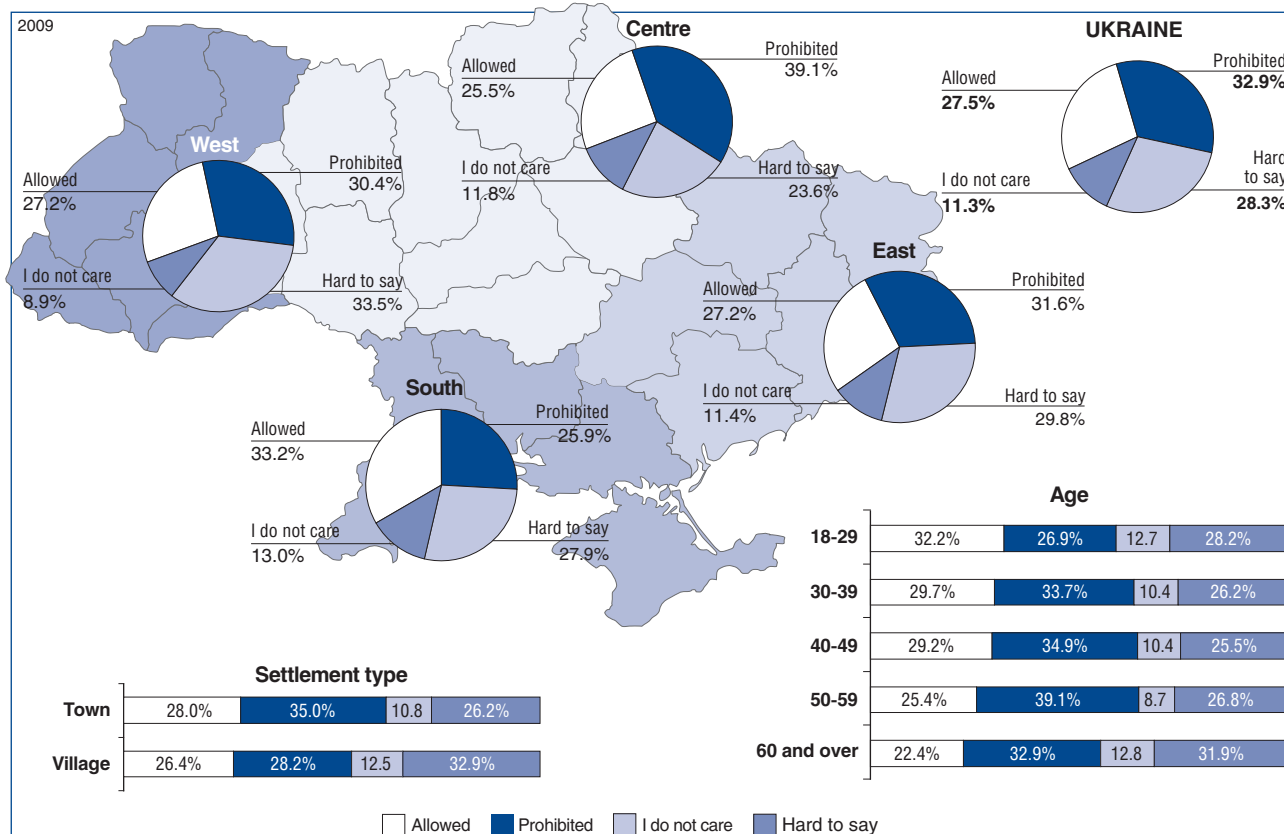 2009
Centre
UKRAINE
Allowed
25.5%
Prohibited
39.1%
I do not care
11.8%
Hard to say
23.6%
Allowed
27.5%
Prohibited
32.9%
I do not care
11.3%
Hard
to say
28.3%
West
Allowed
27.2%
Prohibited
30.4%
I do not care
8.9%
Hard to say
33.5%
East
Allowed
27.2%
Prohibited
31.6%
I do not care
11.4%
Hard to say
29.8%
South
Allowed
33.2%
Prohibited
25.9%
I do not care
13.0%
Hard to say
27.9%
Age
18-29 32.2% 26.9% 12.7 28.2%
30-39 29.7% 33.7% 10.4 26.2%
40-49 29.2% 34.9% 10.4 25.5%
50-59 25.4% 39.1% 8.7 26.8%
60 and over 22.4% 32.9% 12.8 31.9%
Settlement type
Town 28.0% 35.0% 10.8 26.2%
Village 26.4% 28.2% 12.5 32.9%
Allowed Prohibited I do not care Hard to say